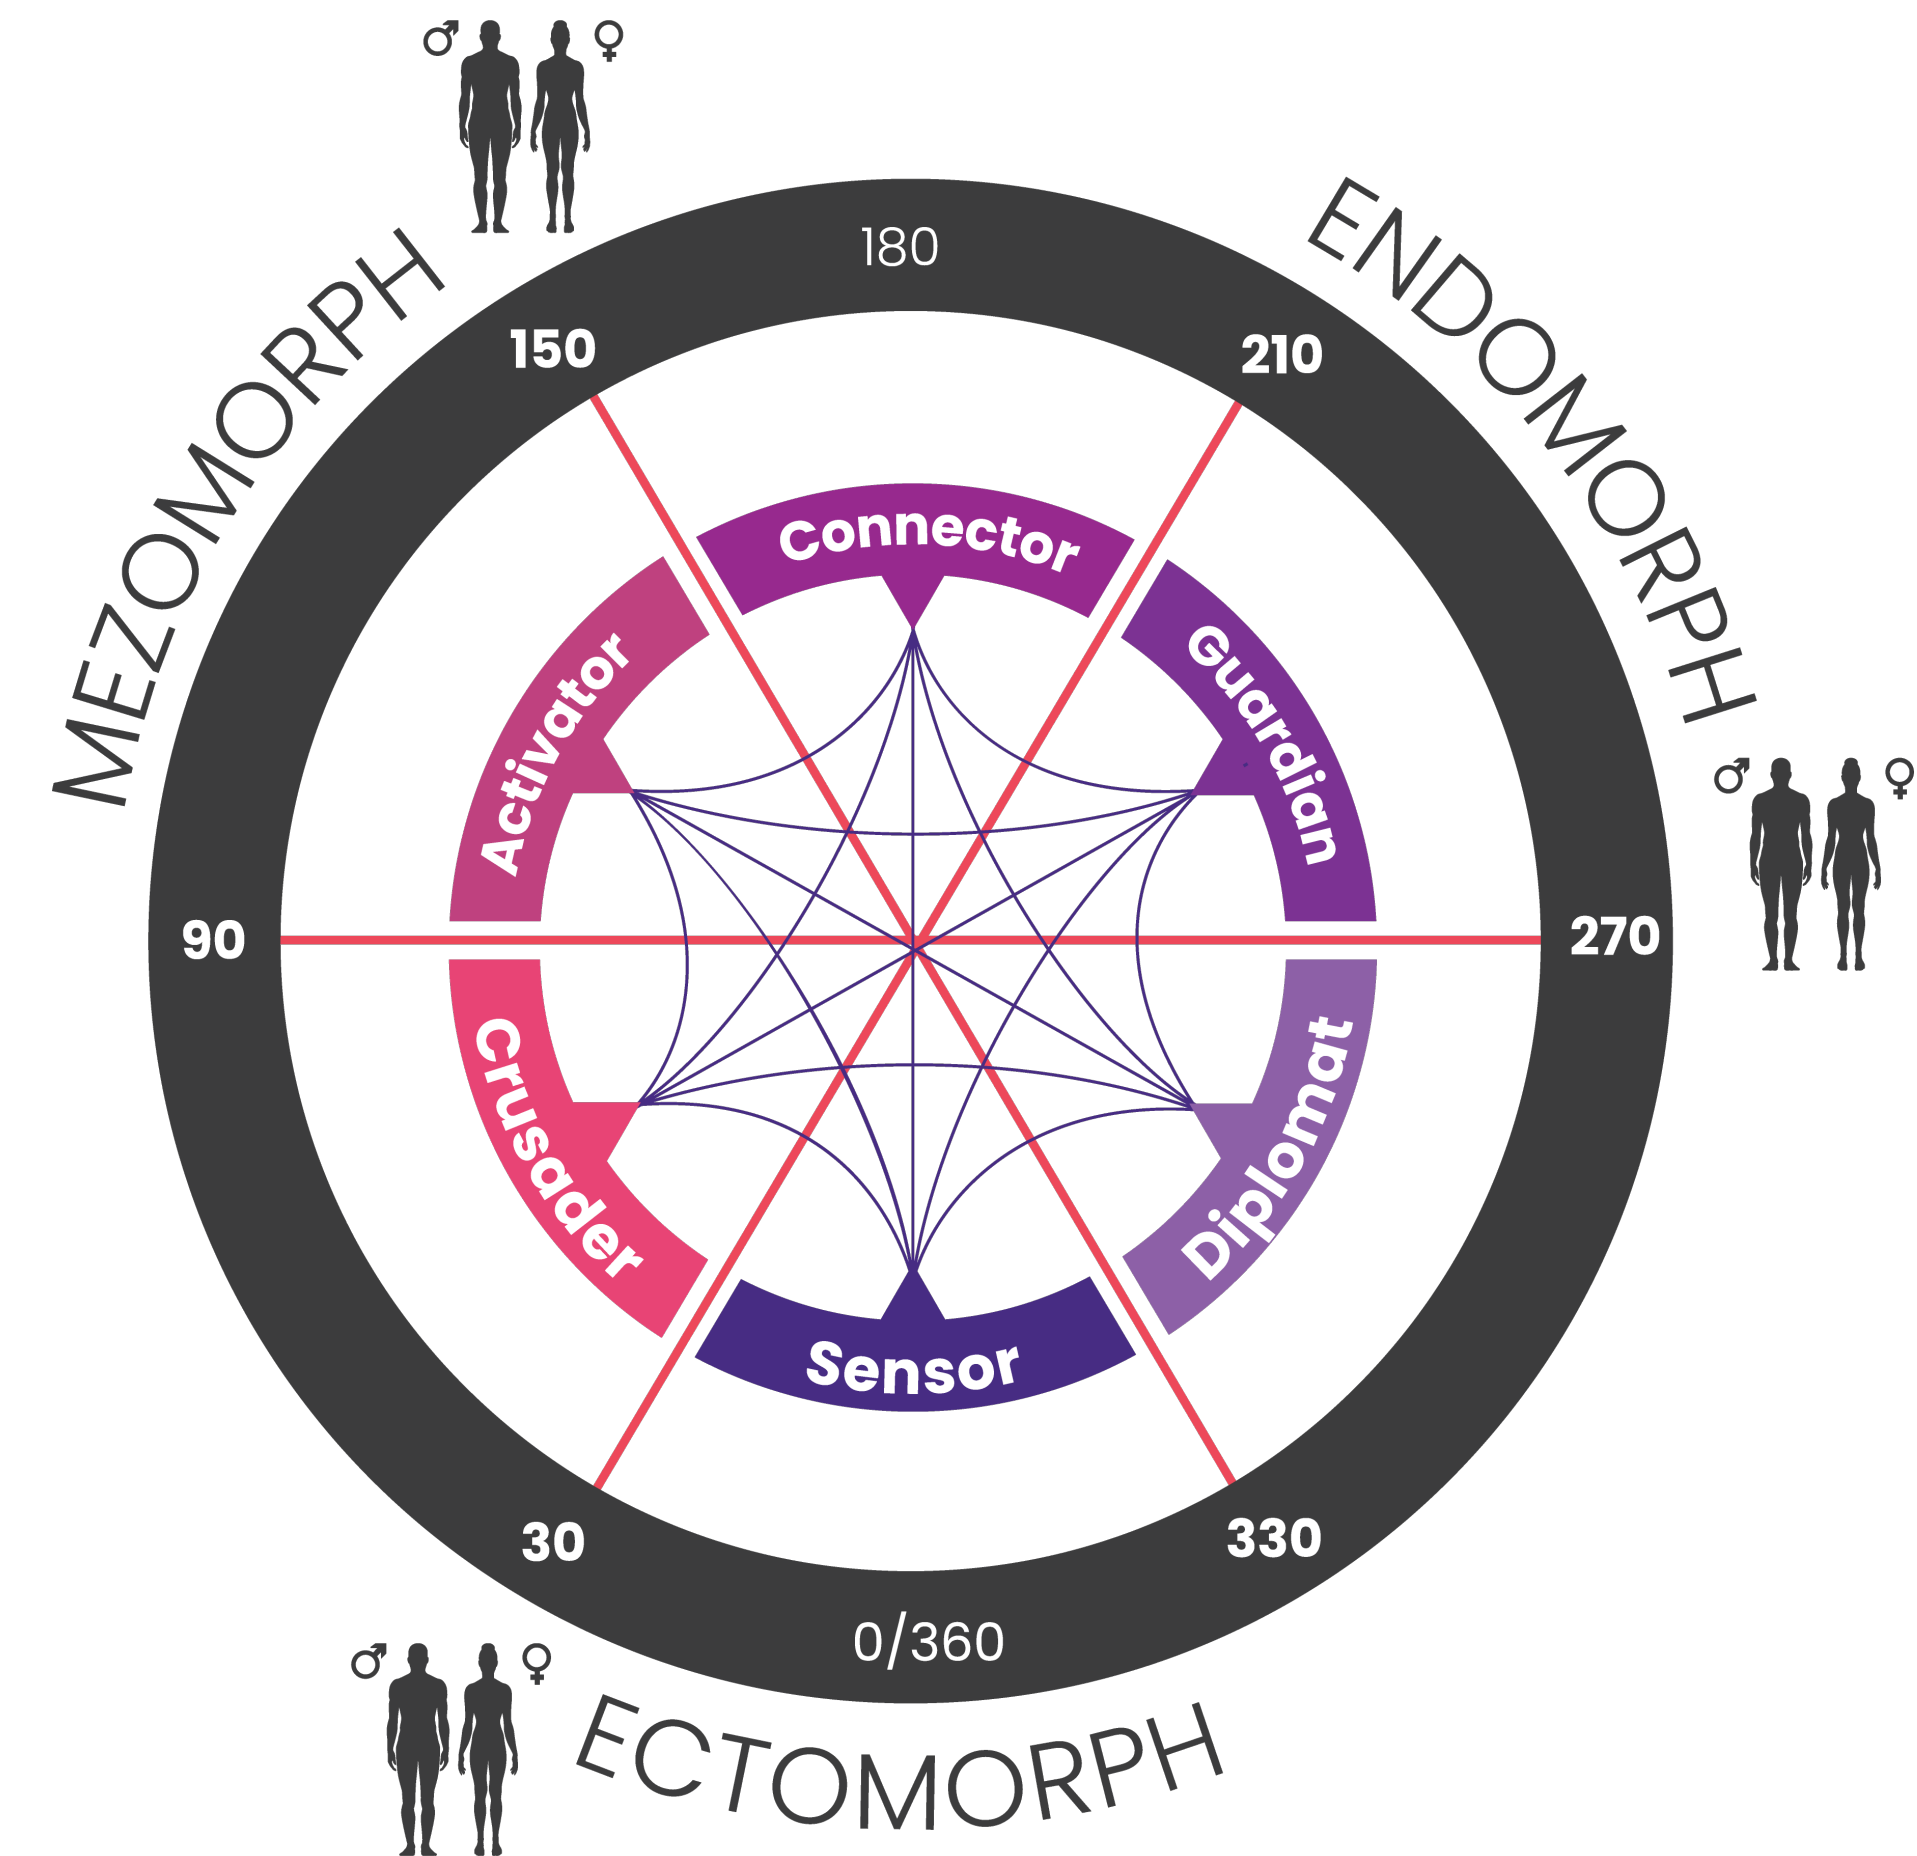 ♂ ♀
MEZOMORPH
ENDOMORPH
180
150
210
Connector
Activator
Guardian
♂ ♀
90
270
Crusader
Diplomat
Sensor
30
330
0/360
♂ ♀
ECTOMORPH